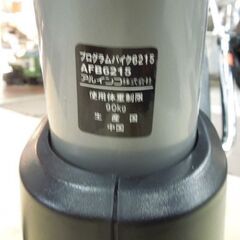 プログラムバイク6215
AFB6215
アルインコ株式会社
使用体重制限
90kg
生産国
中国